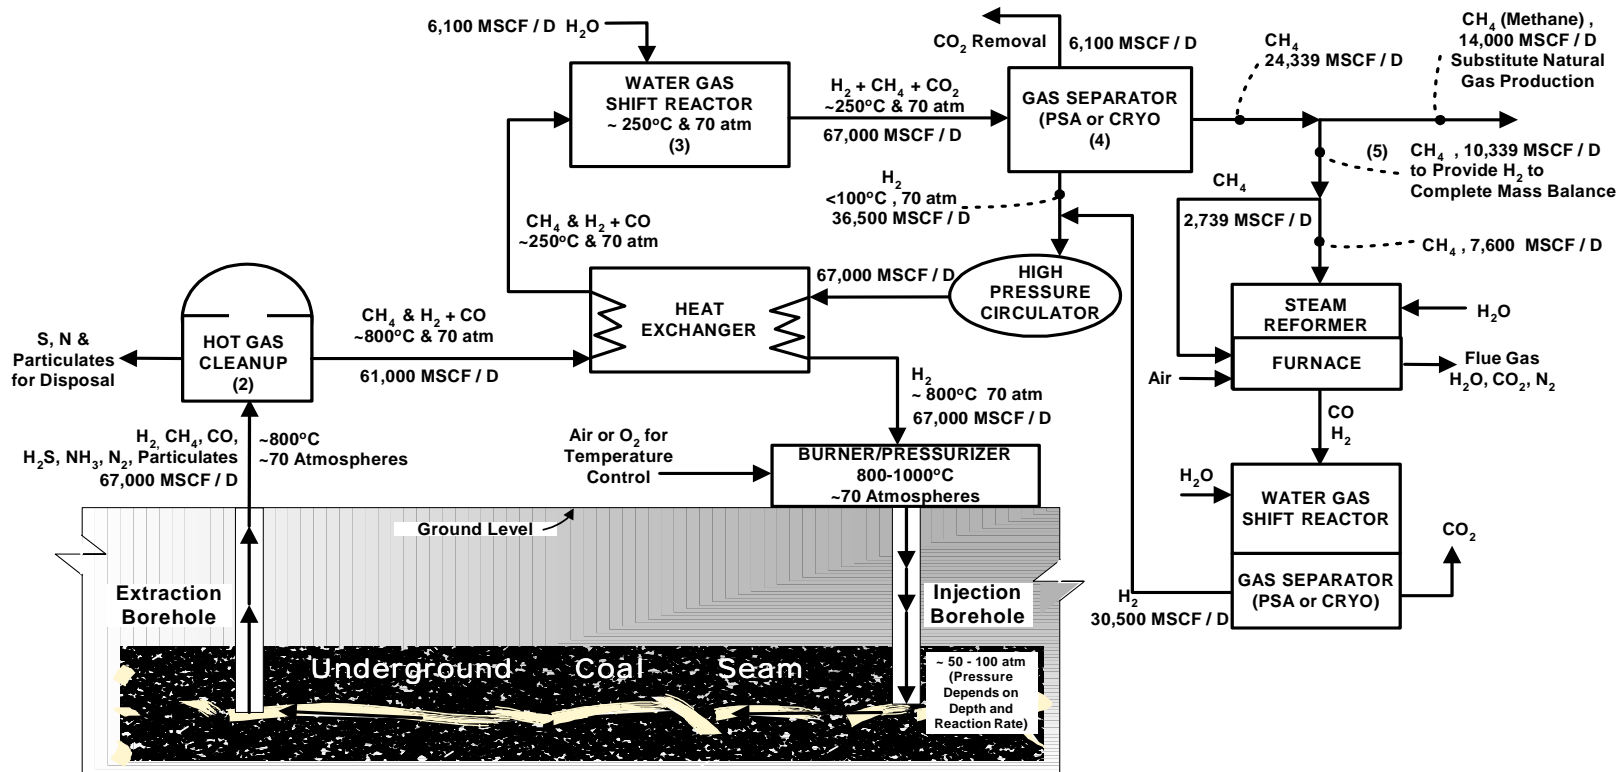 6,100 MSCF / D H₂O
WATER GAS
SHIFT REACTOR
~ 250ºC & 70 atm
(3)
H₂ + CH₄ + CO₂
~250ºC & 70 atm
67,000 MSCF / D
CO₂ Removal
6,100 MSCF / D
GAS SEPARATOR
(PSA or CRYO
(4)
CH₄
24,339 MSCF / D
CH₄ (Methane) ,
14,000 MSCF / D
Substitute Natural
Gas Production
(5) CH₄ , 10,339 MSCF / D
to Provide H₂ to
Complete Mass Balance
H₂
<100ºC , 70 atm
36,500 MSCF / D
CH₄
2,739 MSCF / D
CH₄ , 7,600 MSCF / D
CH₄ & H₂ + CO
~250ºC & 70 atm
67,000 MSCF / D
HIGH
PRESSURE
CIRCULATOR
HEAT
EXCHANGER
STEAM
REFORMER
H₂O
FURNACE
Air
Flue Gas
H₂O, CO₂, N₂
S, N &
Particulates
for Disposal
HOT GAS
CLEANUP
(2)
CH₄ & H₂ + CO
~800ºC & 70 atm
61,000 MSCF / D
H₂
~ 800ºC 70 atm
67,000 MSCF / D
CO
H₂
H₂, CH₄, CO,
H₂S, NH₃, N₂, Particulates
67,000 MSCF / D
~800ºC
~70 Atmospheres
Air or O₂ for
Temperature
Control
BURNER/PRESSURIZER
800-1000ºC
~70 Atmospheres
H₂O
WATER GAS
SHIFT REACTOR
CO₂
GAS SEPARATOR
(PSA or CRYO)
H₂
30,500 MSCF / D
Ground Level
Extraction
Borehole
Injection
Borehole
Underground Coal Seam
~ 50 - 100 atm
(Pressure
Depends on
Depth and
Reaction Rate)